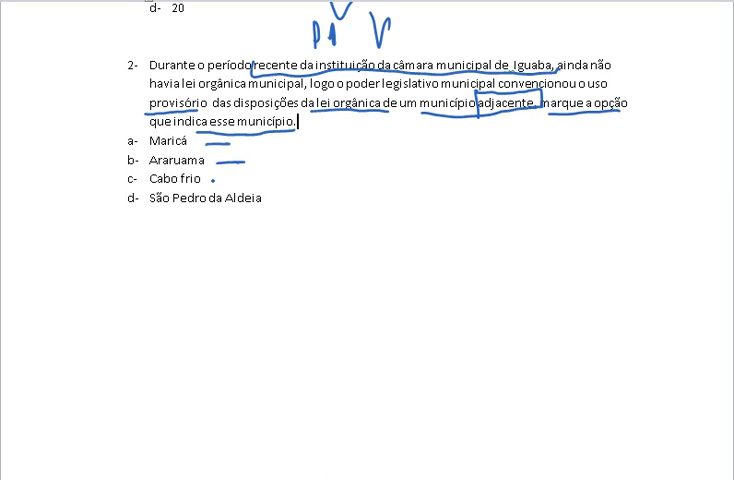 d- 20
PA V
2- Durante o período recente da instituição da câmara municipal de Iguaba, ainda não
havia lei orgânica municipal, logo o poder legislativo municipal convencionou o uso
provisório das disposições da lei orgânica de um município adjacente, marque a opção
que indica esse município.
a- Maricá
b- Araruama
c- Cabo frio
d- São Pedro da Aldeia